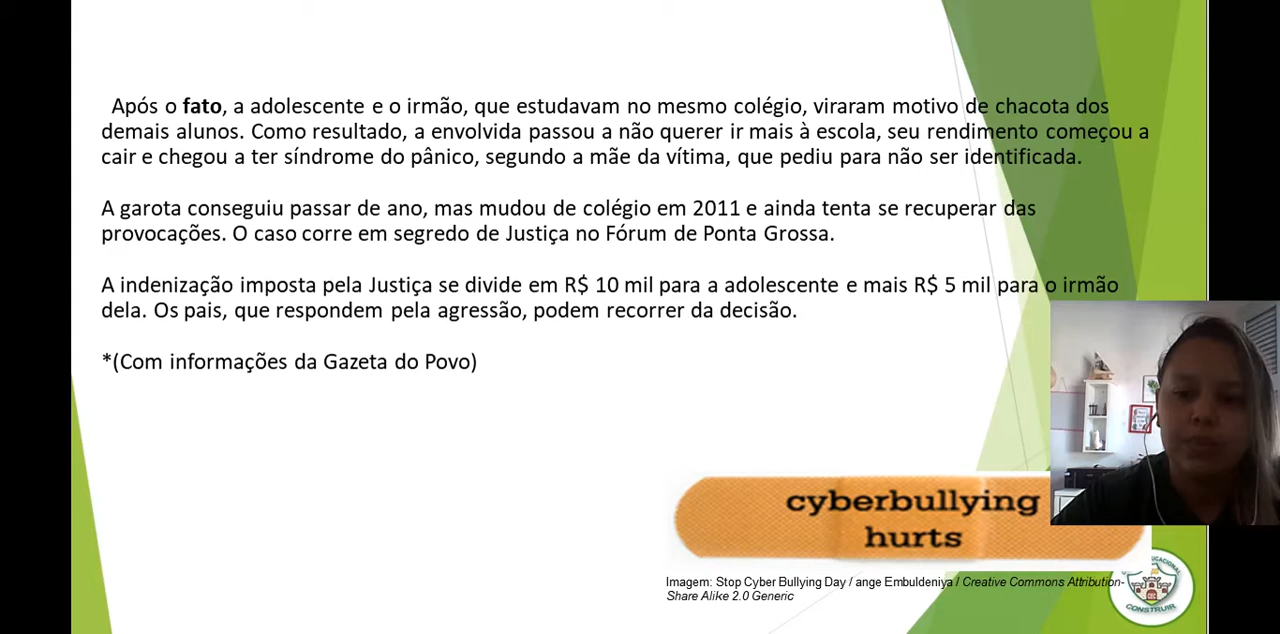 Após o fato, a adolescente e o irmão, que estudavam no mesmo colégio, viraram motivo de chacota dos
demais alunos. Como resultado, a envolvida passou a não querer ir mais à escola, seu rendimento começou a
cair e chegou a ter síndrome do pânico, segundo a mãe da vítima, que pediu para não ser identificada.
A garota conseguiu passar de ano, mas mudou de colégio em 2011 e ainda tenta se recuperar das
provocações. O caso corre em segredo de Justiça no Fórum de Ponta Grossa.
A indenização imposta pela Justiça se divide em R$ 10 mil para a adolescente e mais R$ 5 mil para o irmão
dela. Os pais, que respondem pela agressão, podem recorrer da decisão.
*(Com informações da Gazeta do Povo)
cyberbullying
hurts
Imagem: Stop Cyber Bullying Day / ange Embuldeniya / Creative Commons Attribution-
Share Alike 2.0 Generic
CEC
CONSTRUIR